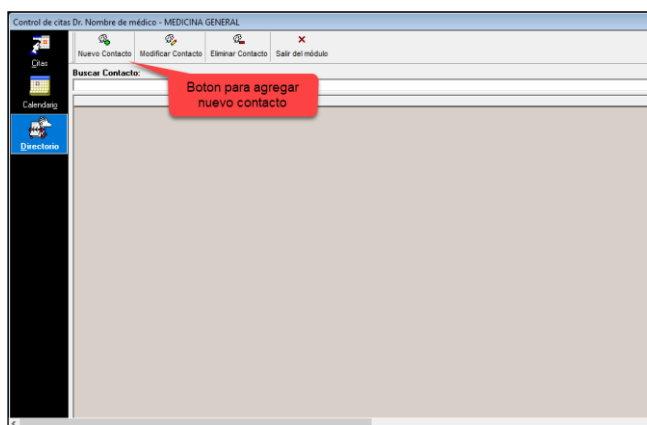 Control de citas Dr. Nombre de médico - MEDICINA GENERAL
Citas
Nuevo Contacto Modificar Contacto Eliminar Contacto Salir del módulo
Buscar Contacto:
Boton para agregar
nuevo contacto
Calendario
Directorio